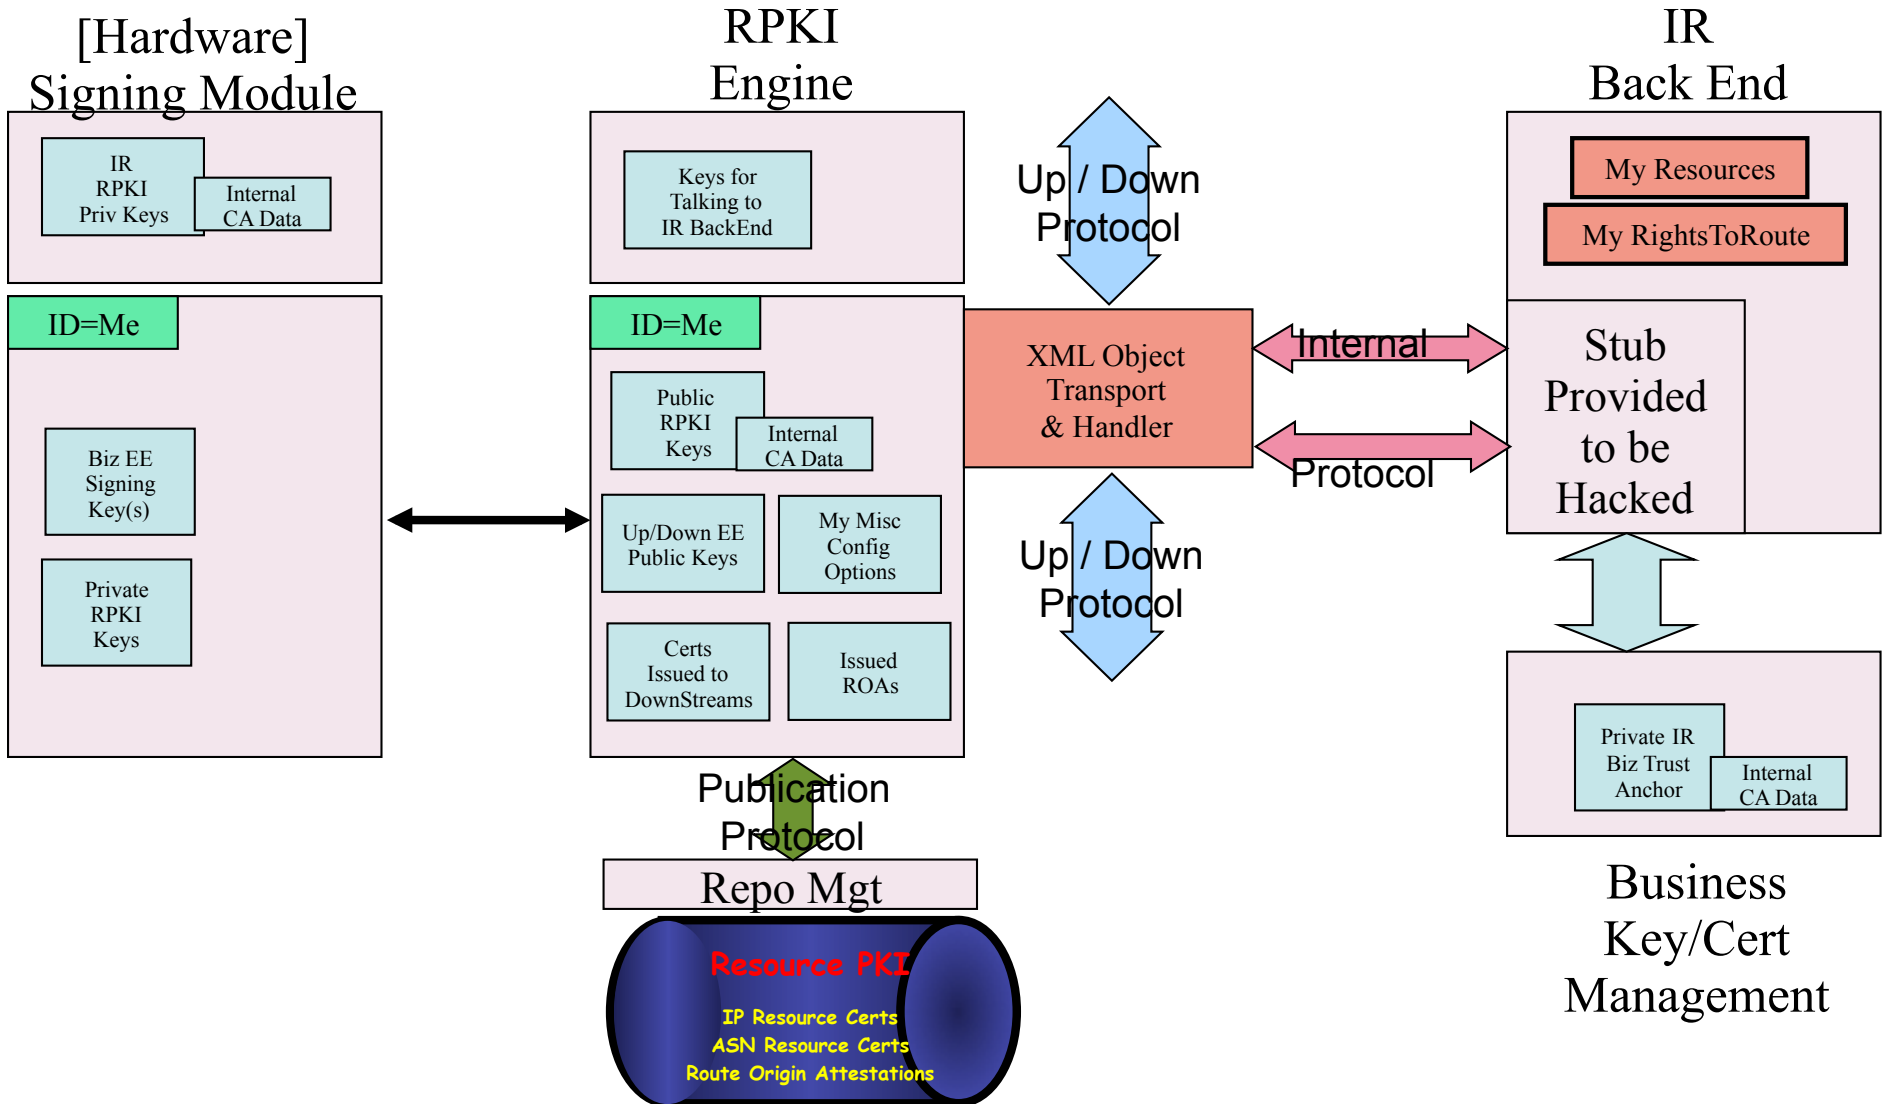 [Hardware]
Signing Module
IR
RPKI
Priv Keys
Internal
CA Data
ID=Me
Biz EE
Signing
Key(s)
Private
RPKI
Keys
RPKI
Engine
Keys for
Talking to
IR BackEnd
ID=Me
Public
RPKI
Keys
Internal
CA Data
Up/Down EE
Public Keys
My Misc
Config
Options
Certs
Issued to
DownStreams
Issued
ROAs
Publication
Protocol
Repo Mgt
Resource PKI
IP Resource Certs
ASN Resource Certs
Route Origin Attestations
Up / Down
Protocol
XML Object
Transport
& Handler
Up / Down
Protocol
Internal
Protocol
IR
Back End
My Resources
My RightsToRoute
Stub
Provided
to be
Hacked
Private IR
Biz Trust
Anchor
Internal
CA Data
Business
Key/Cert
Management